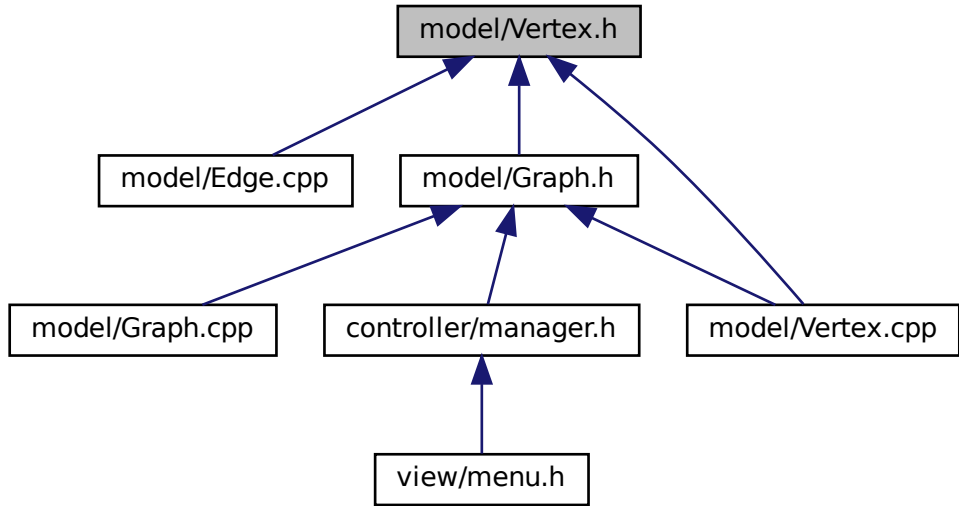 model/Vertex.h
model/Edge.cpp
model/Graph.h
model/Graph.cpp
controller/manager.h
model/Vertex.cpp
view/menu.h